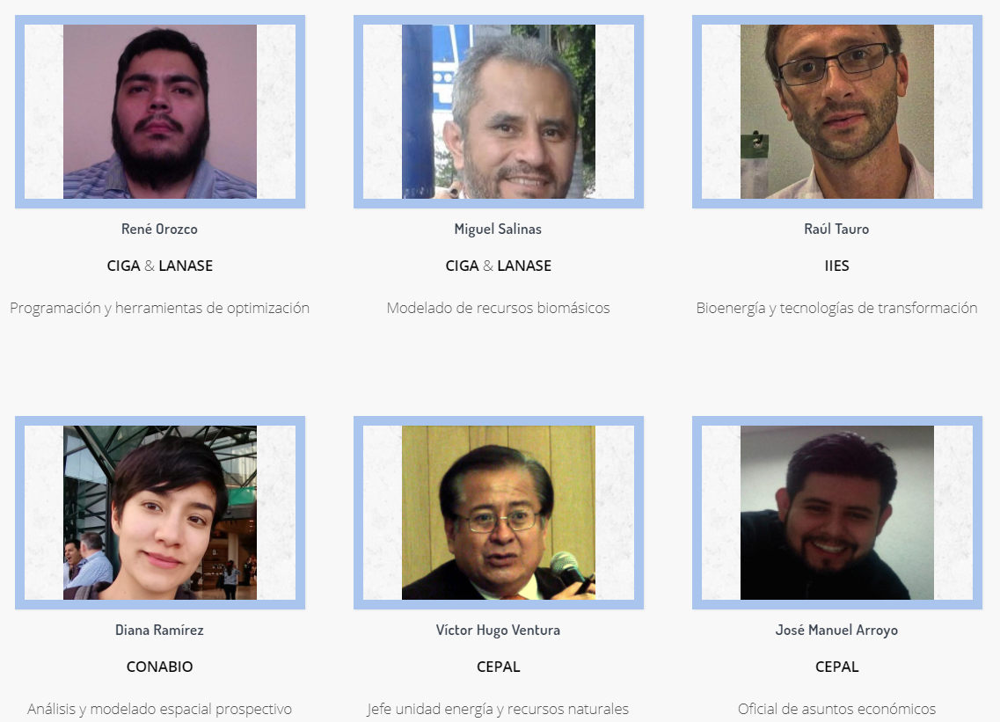 René Orozco
Miguel Salinas
Raúl Tauro
CIGA & LANASE
CIGA & LANASE
IIES
Programación y herramientas de optimización
Modelado de recursos biomásicos
Bioenergía y tecnologías de transformación
Diana Ramírez
Víctor Hugo Ventura
José Manuel Arroyo
CONABIO
CEPAL
CEPAL
Análisis y modelado espacial prospectivo
Jefe unidad energía y recursos naturales
Oficial de asuntos económicos